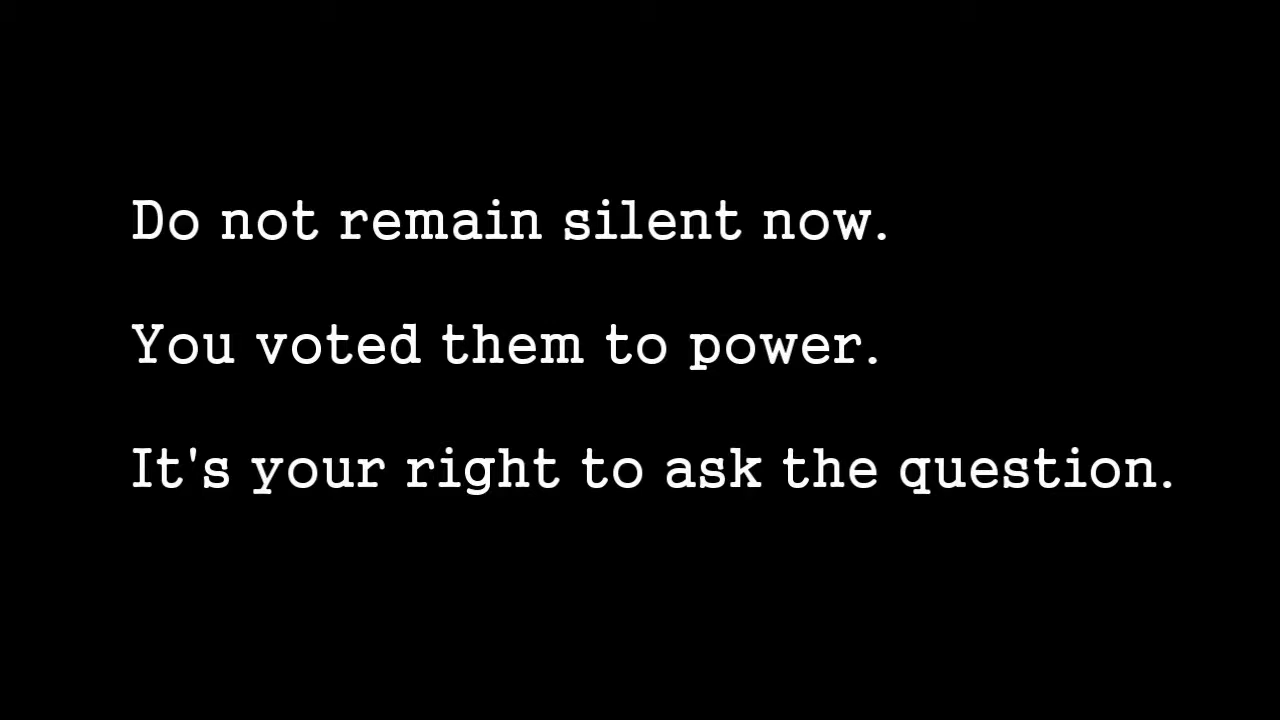 Do not remain silent now.
You voted them to power.
It's your right to ask the question.